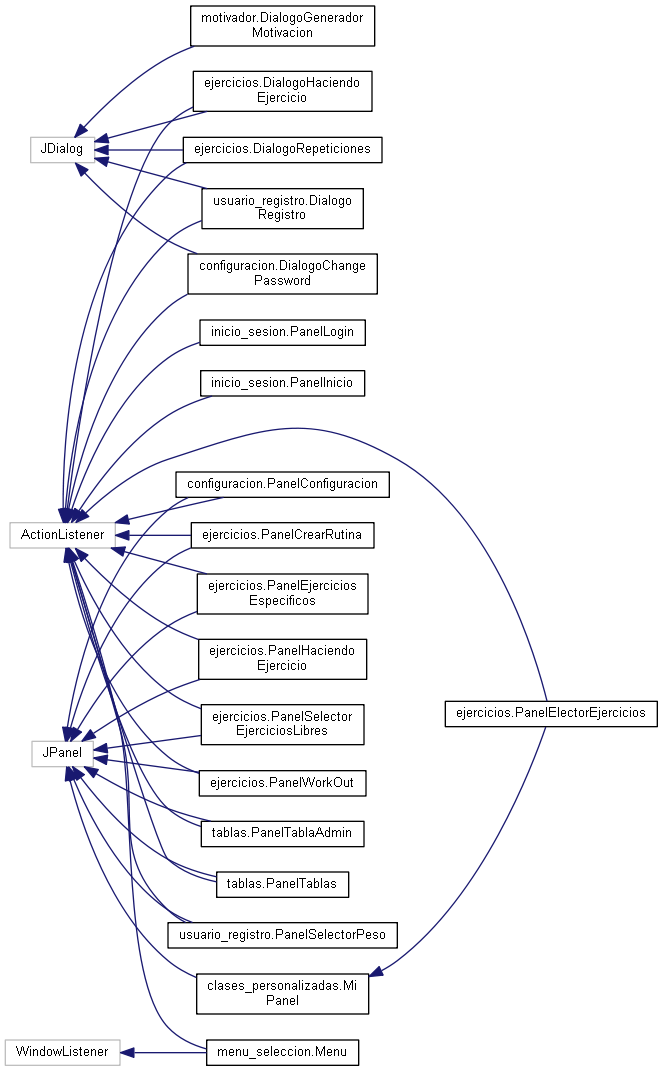 motivador.DialogoGenerador
Motivacion
ejercicios.DialogoHaciendo
Ejercicio
JDialog
ejercicios.DialogoRepeticiones
usuario_registro.Dialogo
Registro
configuracion.DialogoChange
Password
inicio_sesion.PanelLogin
inicio_sesion.PanelInicio
configuracion.PanelConfiguracion
ActionListener
ejercicios.PanelCrearRutina
ejercicios.PanelEjercicios
Especificos
ejercicios.PanelHaciendo
Ejercicio
ejercicios.PanelSelector
EjerciciosLibres
ejercicios.PanelElectorEjercicios
JPanel
ejercicios.PanelWorkOut
tablas.PanelTablaAdmin
tablas.PanelTablas
usuario_registro.PanelSelectorPeso
clases_personalizadas.Mi
Panel
WindowListener
menu_seleccion.Menu